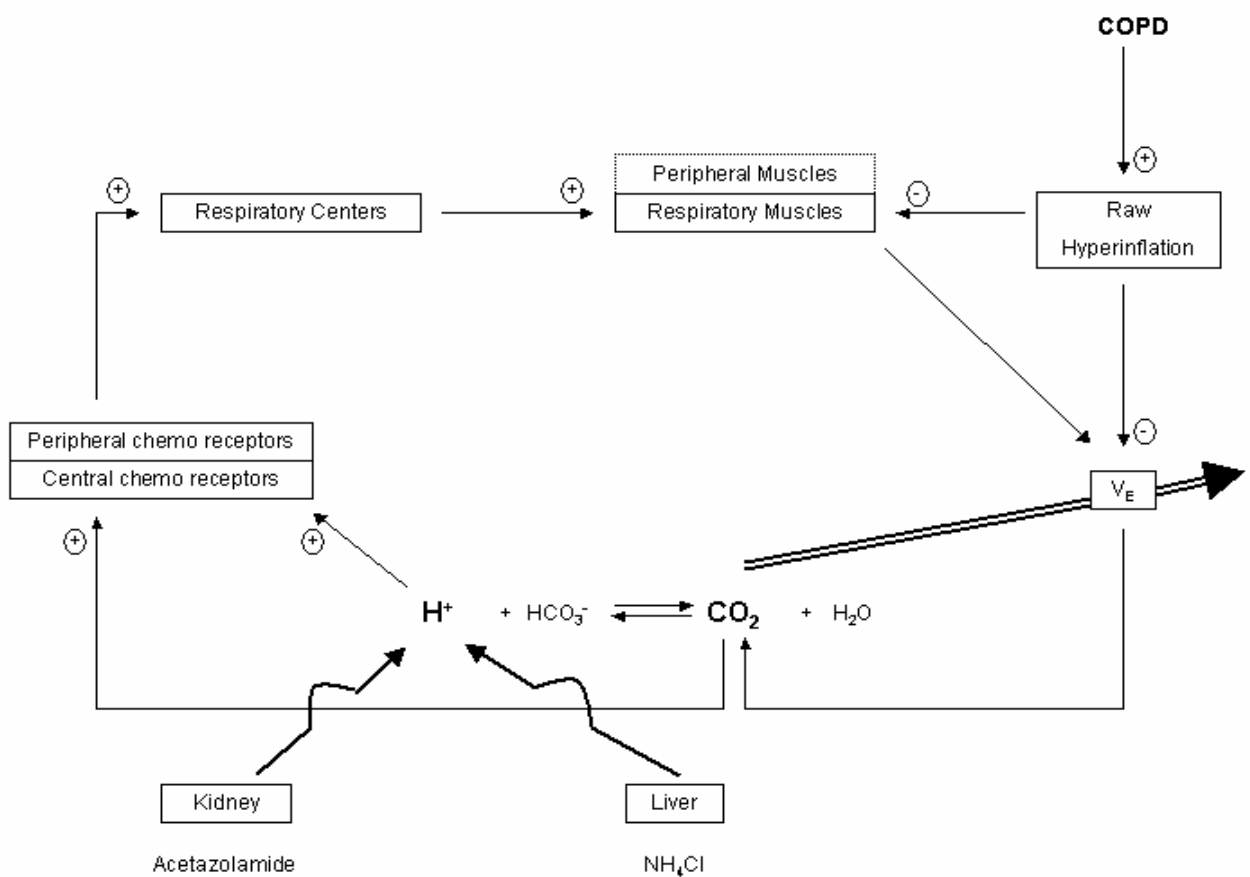 COPD
+
+
Respiratory Centers
+
Peripheral Muscles
Respiratory Muscles
-
Raw
Hyperinflation
Peripheral chemo receptors
Central chemo receptors
-
V_E
+
+
H⁺ + HCO₃⁻ ⇌ CO₂ + H₂O
Kidney
Liver
Acetazolamide
NH₄Cl